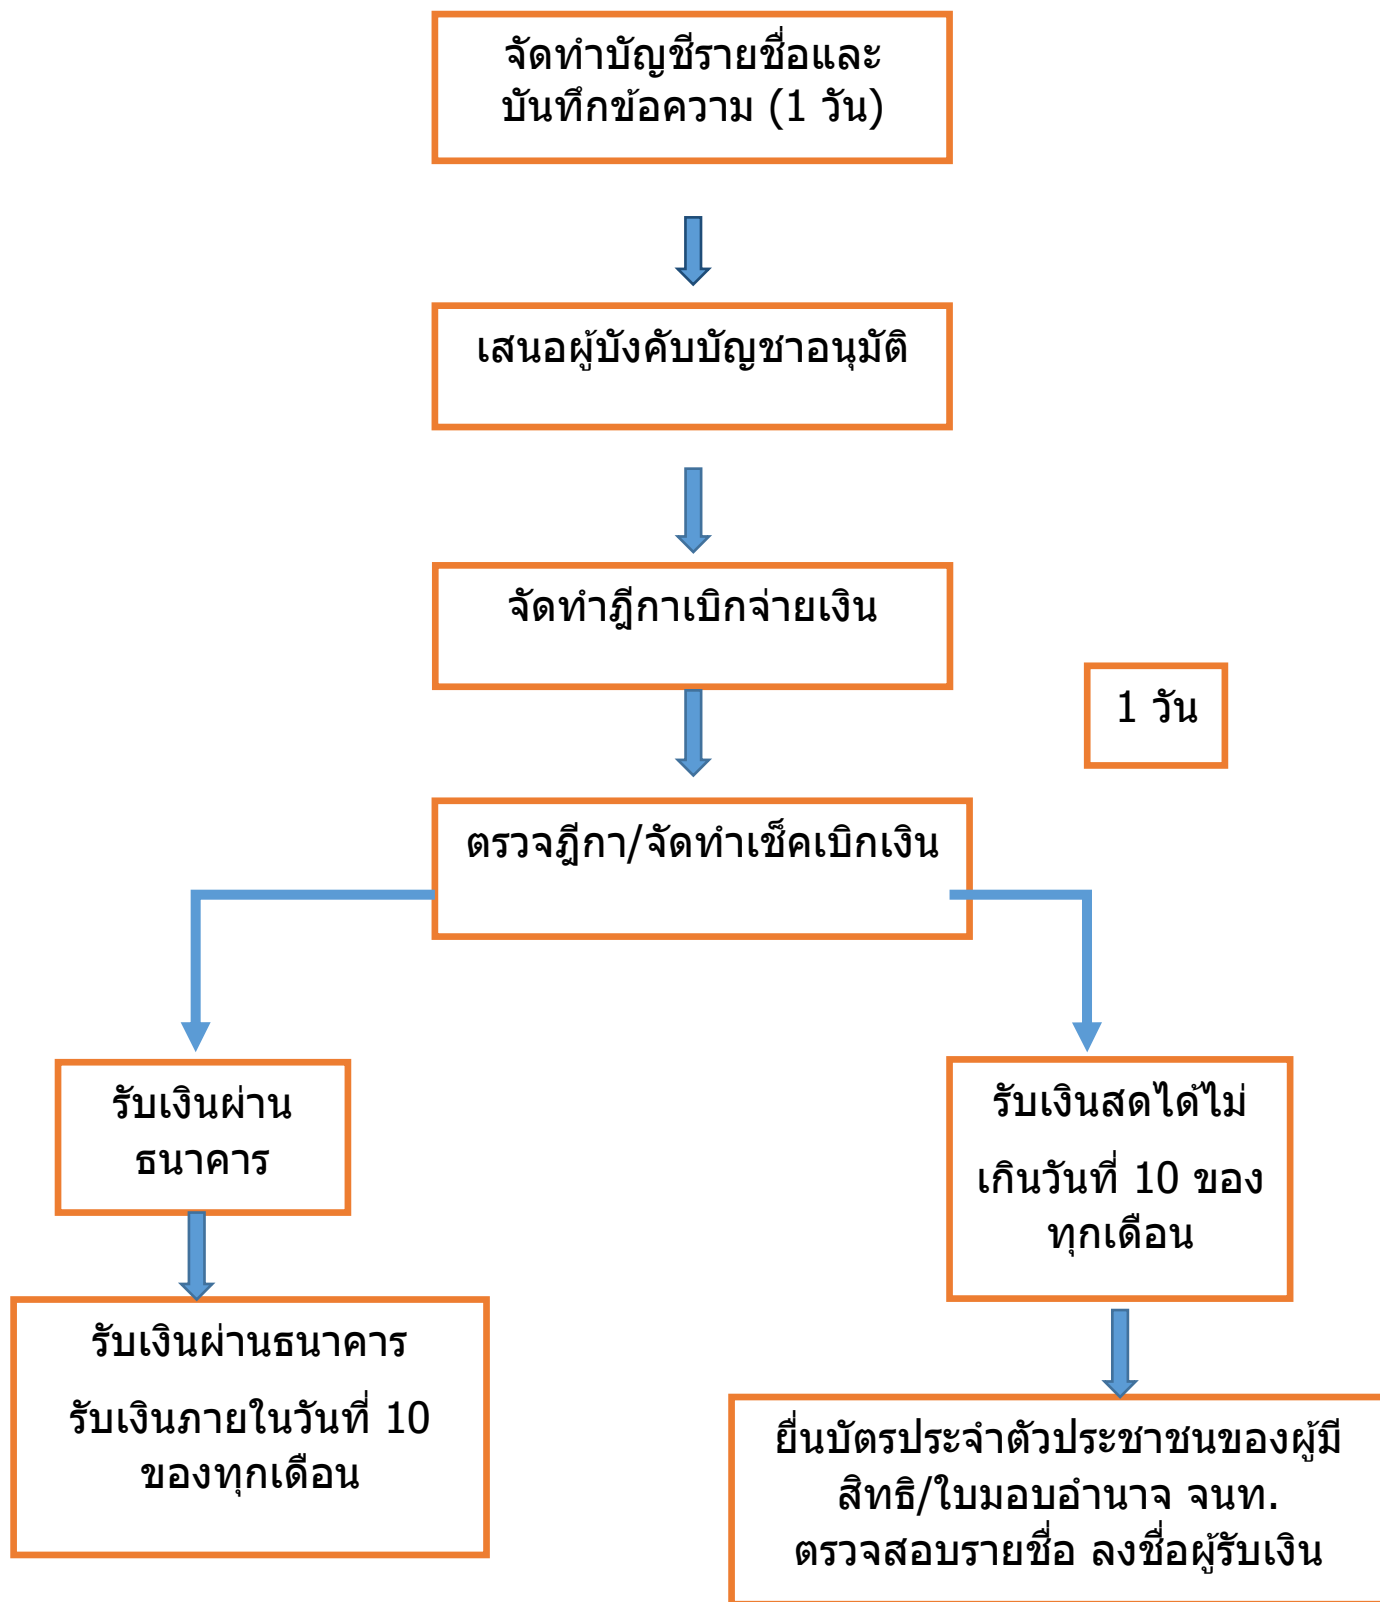 จัดทำบัญชีรายชื่อและ
บันทึกข้อความ (1 วัน)
เสนอผู้บังคับบัญชาอนุมัติ
จัดทำฎีกาเบิกจ่ายเงิน
1 วัน
ตรวจฎีกา/จัดทำเช็คเบิกเงิน
รับเงินผ่าน
ธนาคาร
รับเงินสดได้ไม่
เกินวันที่ 10 ของ
ทุกเดือน
รับเงินผ่านธนาคาร
รับเงินภายในวันที่ 10
ของทุกเดือน
ยื่นบัตรประจำตัวประชาชนของผู้มี
สิทธิ/ใบมอบอำนาจ จนท.
ตรวจสอบรายชื่อ ลงชื่อผู้รับเงิน